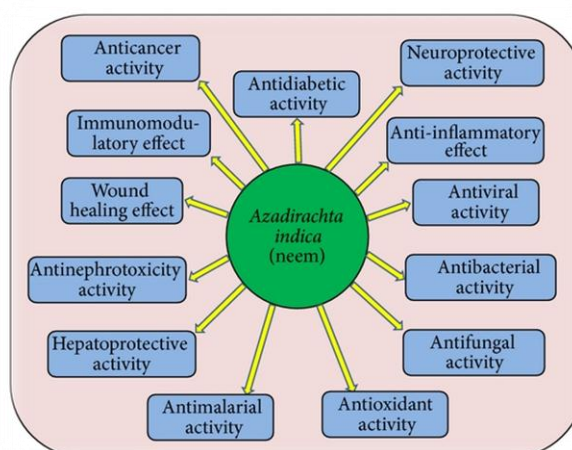 Anticancer
activity
Antidiabetic
activity
Neuroprotective
activity
Immunomodu-
latory effect
Anti-inflammatory
effect
Wound
healing effect
Antiviral
activity
Azadirachta
indica
(neem)
Antinephrotoxicity
activity
Antibacterial
activity
Hepatoprotective
activity
Antifungal
activity
Antimalarial
activity
Antioxidant
activity